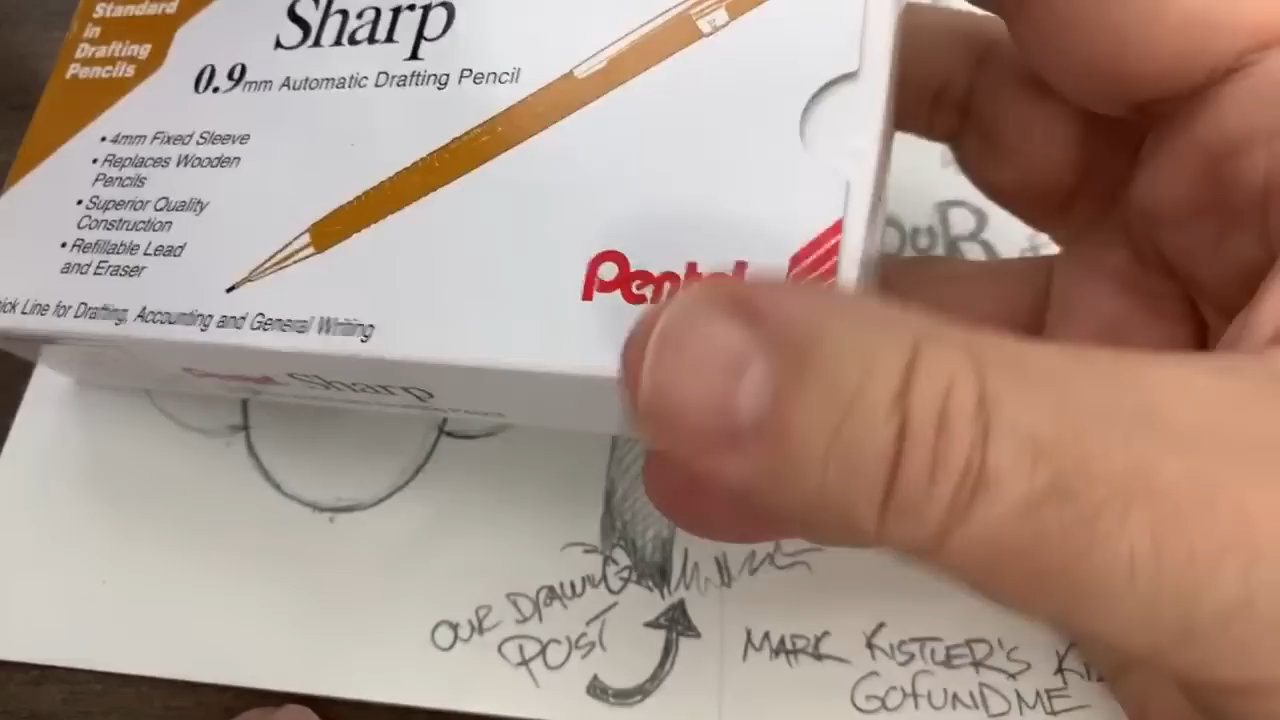 Standard
in
Drafting
Pencils
Sharp
0.9mm Automatic Drafting Pencil
• 4mm Fixed Sleeve
• Replaces Wooden
Pencils
• Superior Quality
Construction
• Refillable Lead
and Eraser
Line for Drafting, Accounting and General Writing
Pentel
Pentel Sharp
OUR
OUR DRAWING
POST
MARK KISTLER'S
GOFUNDME